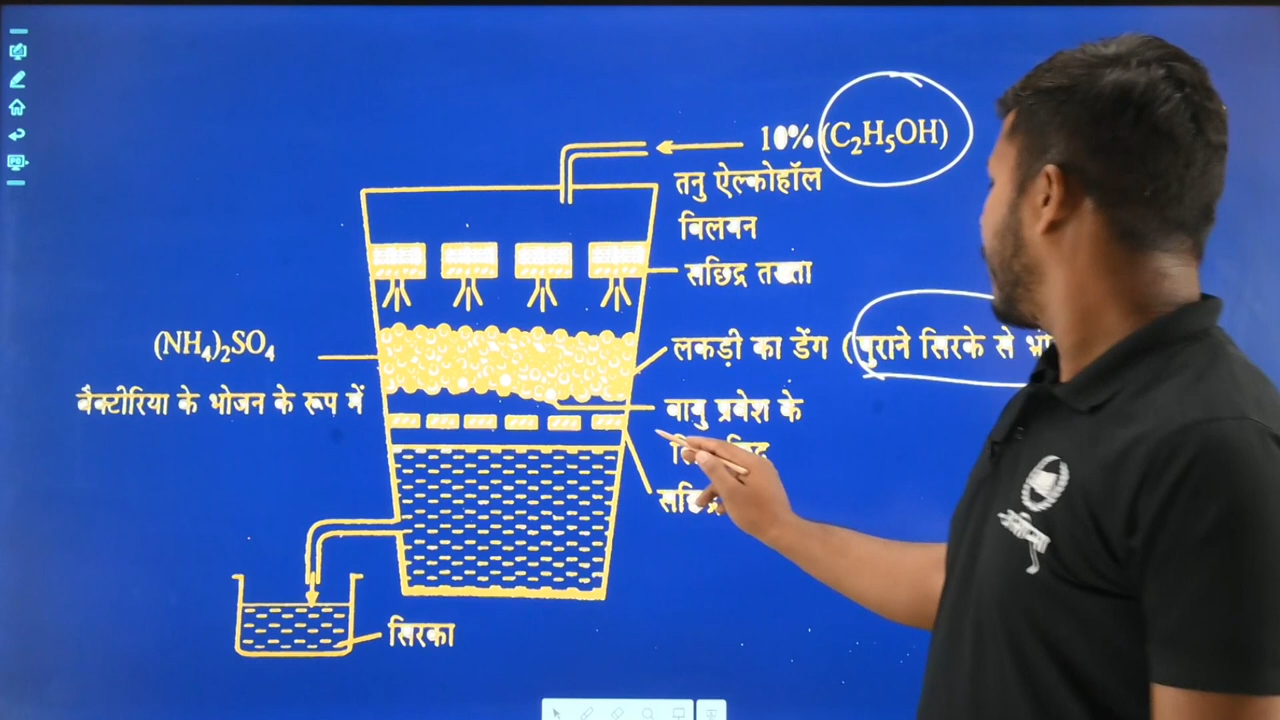 10% (C₂H₅OH)
तनु ऐल्कोहॉल
विलयन
सछिद्र तख्ता
(NH₄)₂SO₄
लकड़ी का डेंग (पुराने सिरके से
बैक्टीरिया के भोजन के रूप में
वायु प्रवेश के
सिरका